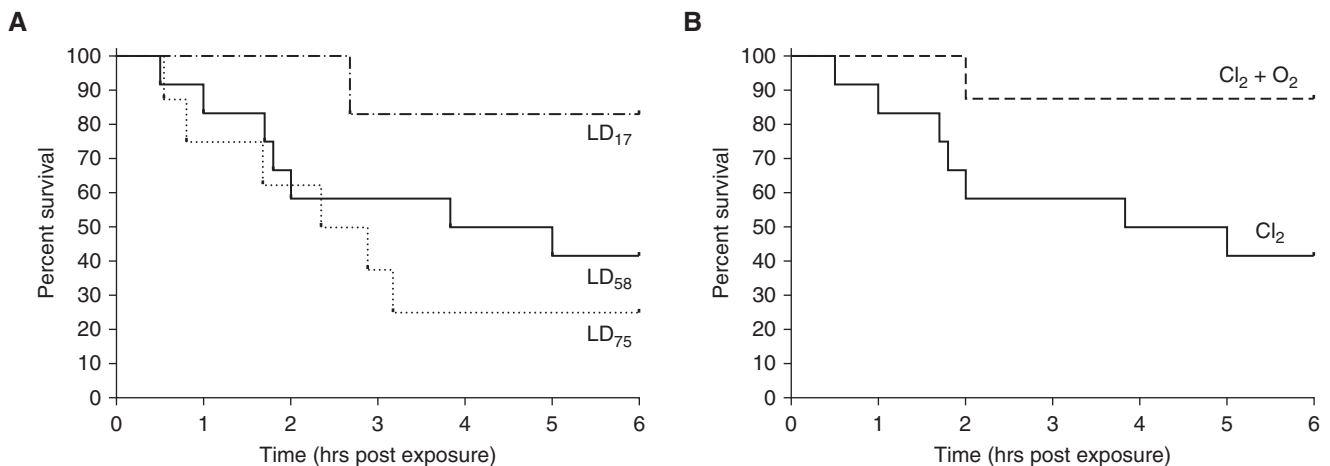 A
Percent survival
100
90
80
70
60
50
40
30
20
10
0
0 1 2 3 4 5 6
Time (hrs post exposure)
LD17
LD58
LD75
B
Percent survival
100
90
80
70
60
50
40
30
20
10
0
0 1 2 3 4 5 6
Time (hrs post exposure)
Cl2 + O2
Cl2